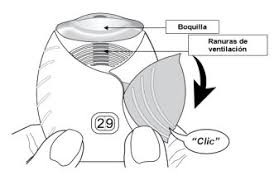 Boquilla
Ranuras de
ventilación
29
"Clic"